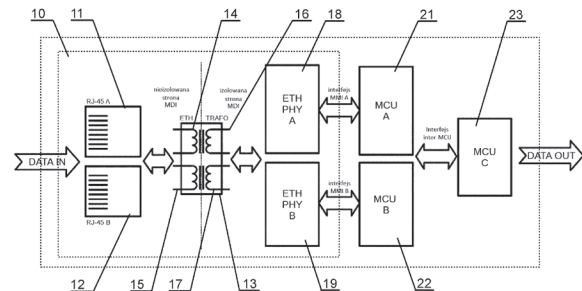 10
11
14
16
18
21
23
RJ-45 A
nieizolowana
strona
MDI
izolowana
strona
MDI
ETH
TRAFO
ETH
PHY
A
interfejs
MMI A
MCU
A
DATA IN
Interfejs
inter MCU
MCU
C
DATA OUT
RJ-45 B
ETH
PHY
B
interfejs
MMI B
MCU
B
12
15
17
13
19
22